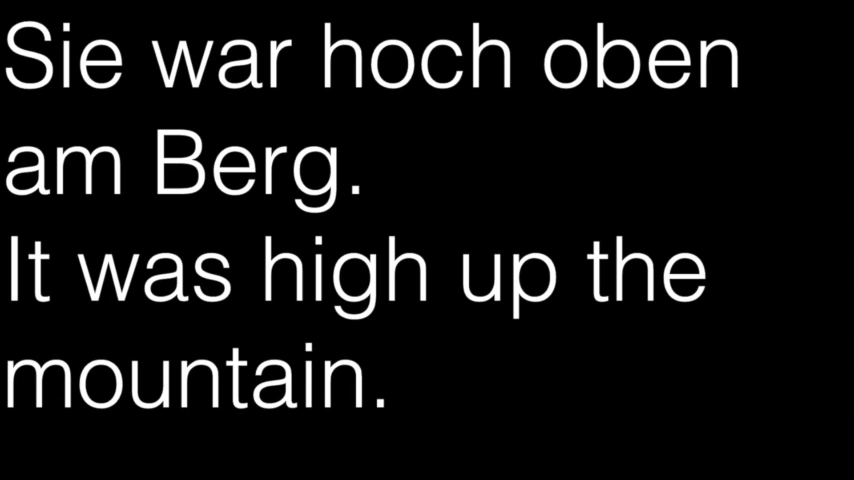 Sie war hoch oben
am Berg.
It was high up the
mountain.